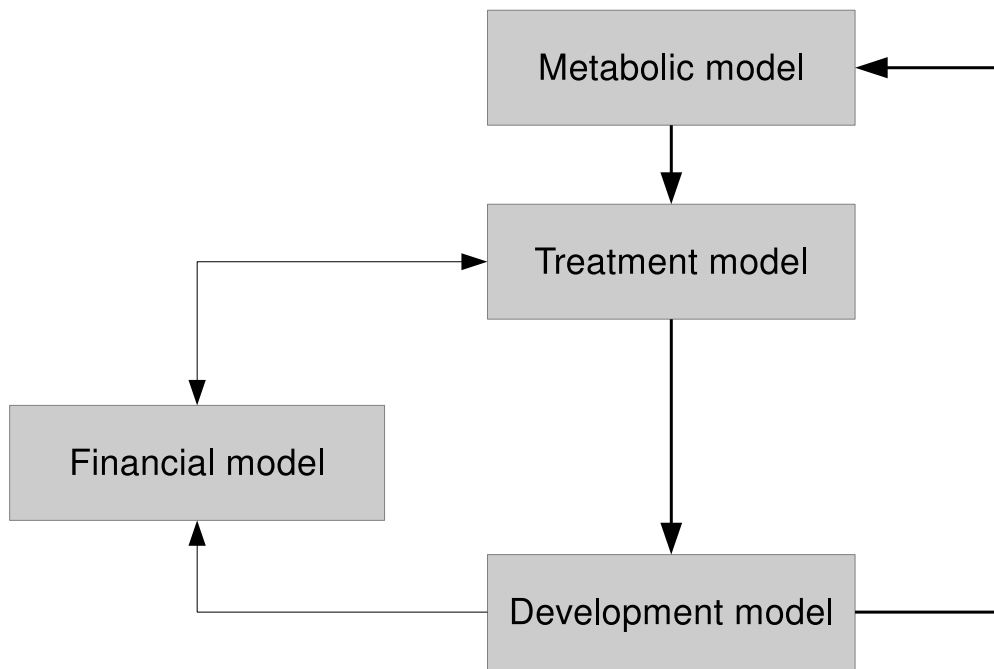 Metabolic model
Treatment model
Financial model
Development model